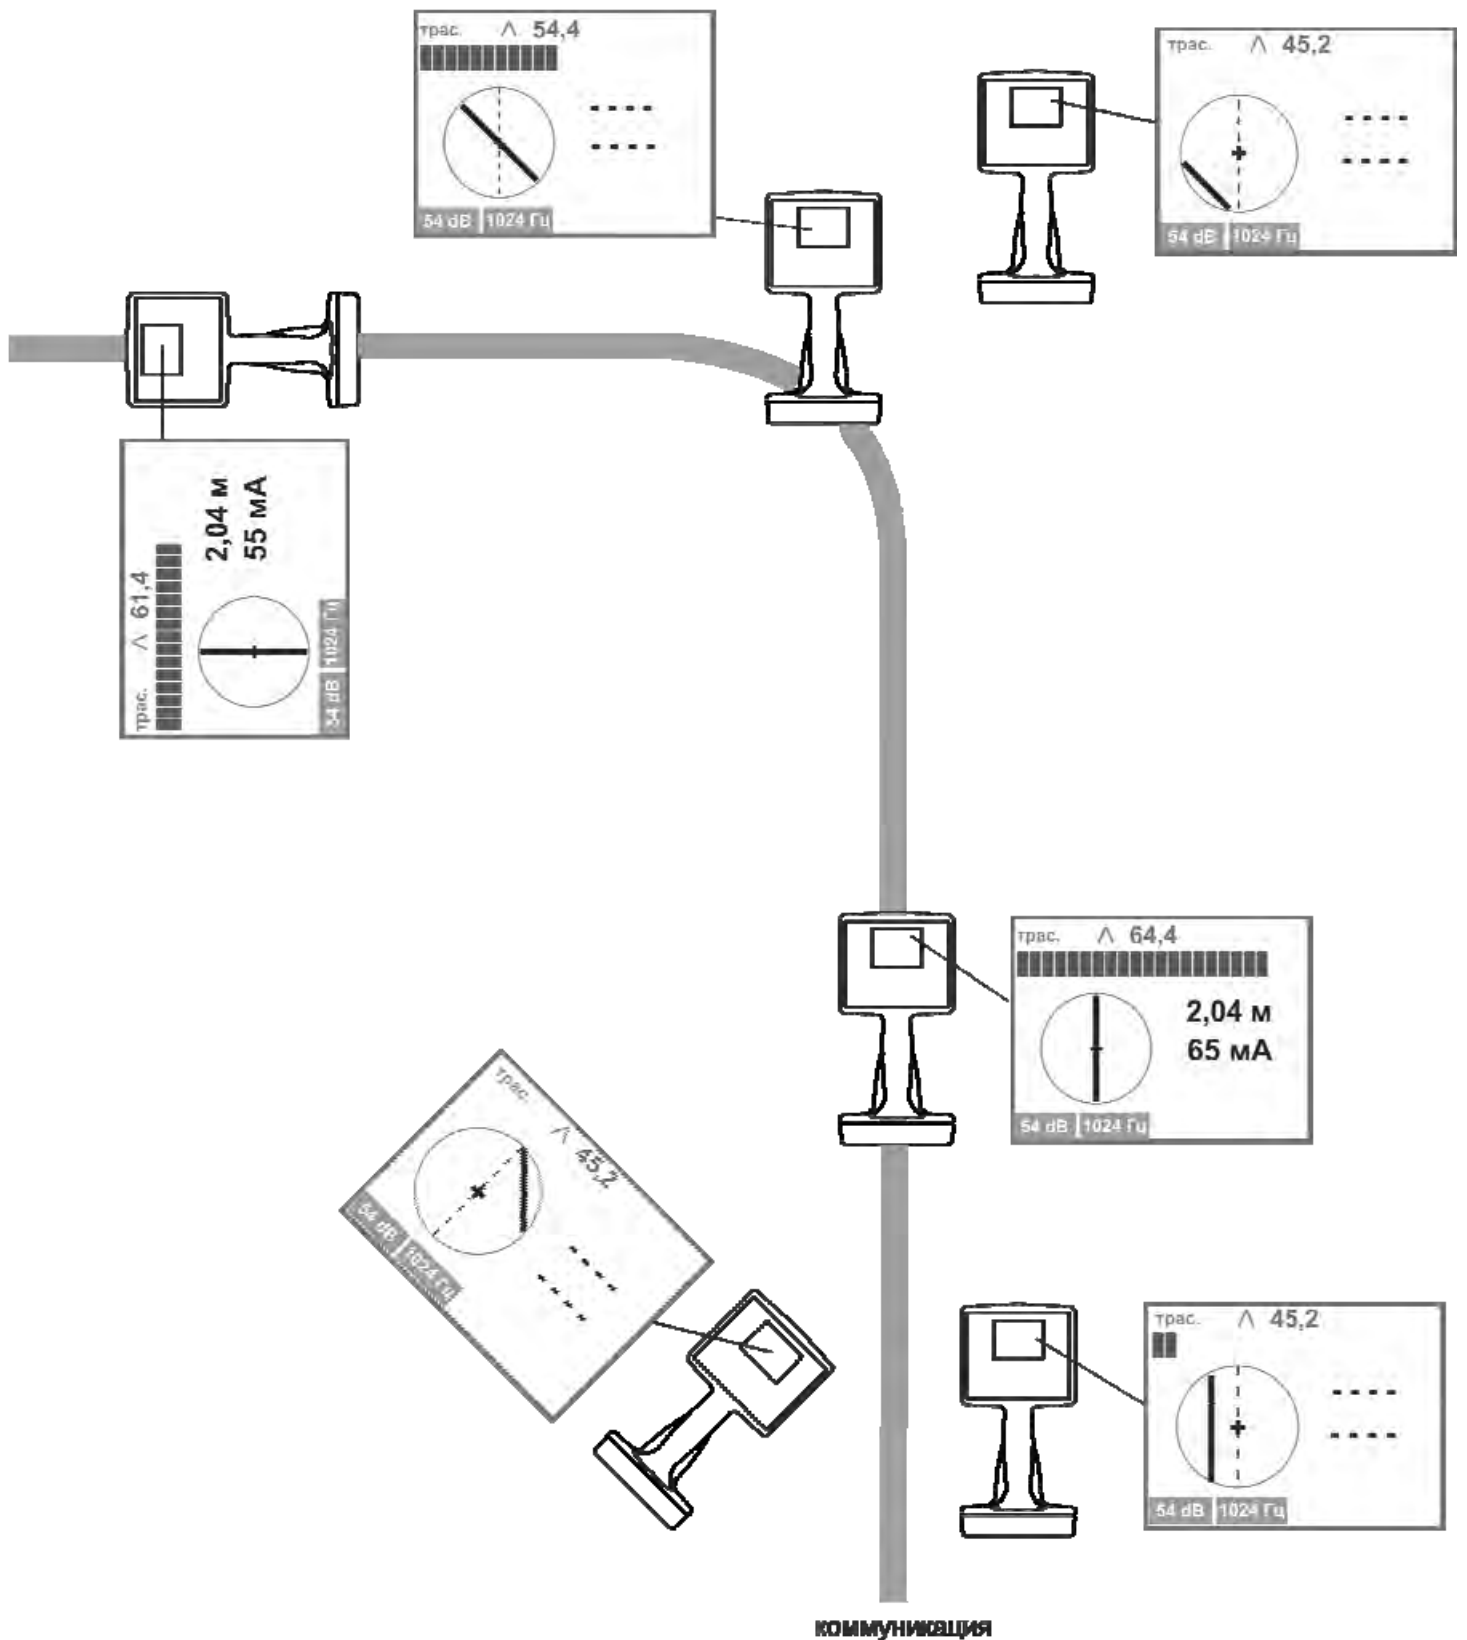 трас. Λ 54,4
- - - -
- - - -
54 dB 1024 Гц
трас. Λ 45,2
- - - -
- - - -
54 dB 1024 Гц
трас. Λ 61,4
2,04 м
55 мА
54 dB 1024 Гц
трас. Λ 64,4
2,04 м
65 мА
54 dB 1024 Гц
трас. Λ 45,2
- - - -
- - - -
54 dB 1024 Гц
трас. Λ 45,2
- - - -
- - - -
54 dB 1024 Гц
коммуникация